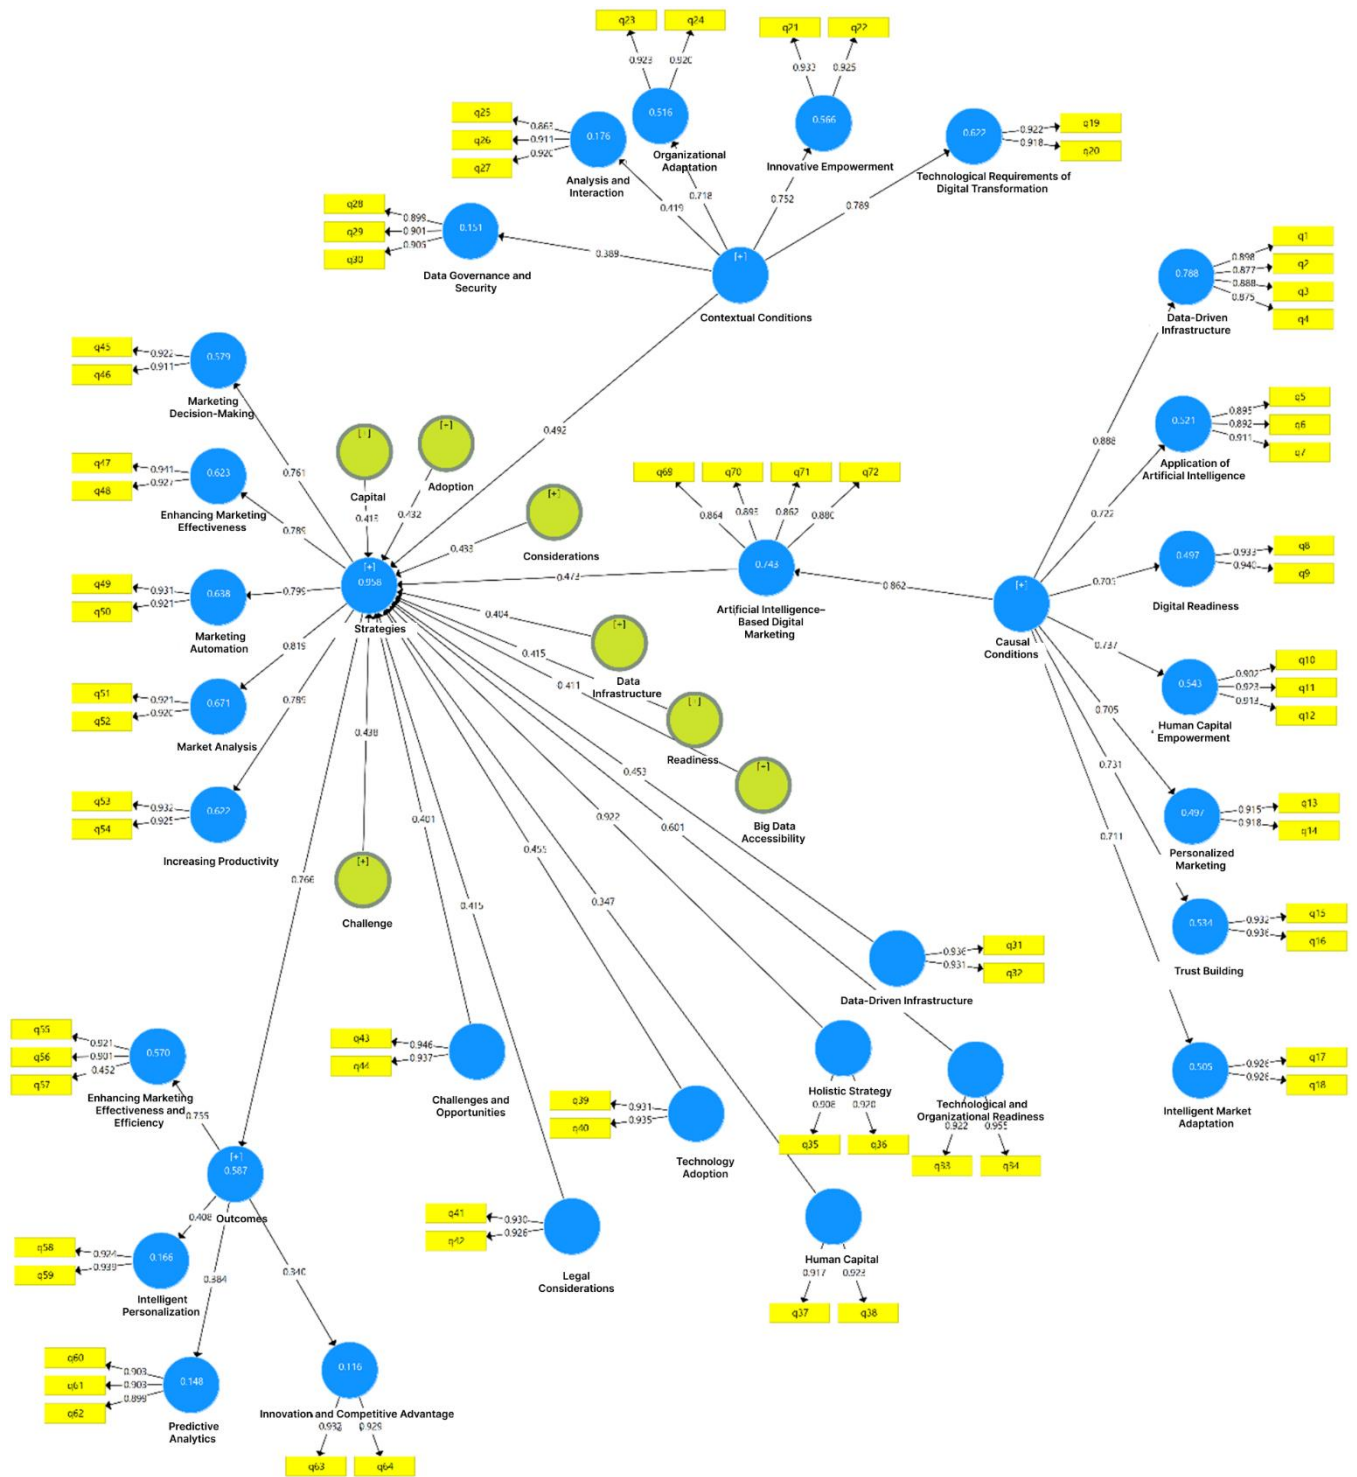 q23
q24
0.923
0.920
0.516
Organizational
Adaptation
q21
q22
0.933
0.925
0.566
Innovative Empowerment
q25
q26
q27
0.911
0.920
0.176
Analysis and
Interaction
0.622
0.922
0.918
q19
q20
Technological Requirements of
Digital Transformation
q28
q29
q30
0.899
0.901
0.905
0.151
Data Governance and
Security
0.389
0.419
0.718
0.752
0.789
[+]
Contextual Conditions
0.492
0.788
0.898
0.877
0.888
0.875
q1
q2
q3
q4
Data-Driven
Infrastructure
0.888
q45
q46
0.922
0.911
0.579
Marketing
Decision-Making
0.761
q47
q48
0.941
0.927
0.623
Enhancing Marketing
Effectiveness
0.789
q49
q50
0.931
0.921
0.638
Marketing
Automation
0.799
q51
q52
0.921
0.920
0.671
Market Analysis
0.819
q53
q54
0.932
0.925
0.622
Increasing Productivity
0.789
[+]
Capital
[+]
Adoption
0.432
[+]
Considerations
0.433
[+]
0.958
Strategies
q69
q70
q71
q72
0.864
0.895
0.862
0.880
0.743
Artificial Intelligence-
Based Digital
Marketing
0.473
0.862
[+]
Causal
Conditions
0.521
0.895
0.892
0.911
q5
q6
q7
Application of
Artificial Intelligence
0.722
0.497
0.933
0.940
q8
q9
Digital Readiness
0.543
0.902
0.923
0.913
q10
q11
q12
Human Capital
Empowerment
0.737
0.497
0.915
0.918
q13
q14
Personalized
Marketing
0.705
0.534
0.932
0.936
q15
q16
Trust Building
0.731
0.505
0.926
0.926
q17
q18
Intelligent Market
Adaptation
0.711
[+]
Data
Infrastructure
0.404
[+]
Readiness
0.415
[+]
Big Data
Accessibility
0.411
[+]
Challenge
0.438
0.766
0.401
0.415
0.455
0.347
0.922
0.601
0.453
0.936
0.931
q31
q32
Data-Driven Infrastructure
Holistic Strategy
0.908
0.920
q35
q36
Technological and
Organizational Readiness
0.922
0.955
q33
q34
q43
q44
0.946
0.937
Challenges and
Opportunities
q39
q40
0.931
0.935
Technology
Adoption
q41
q42
0.930
0.926
Legal
Considerations
Human Capital
0.917
0.923
q37
q38
q55
q56
q57
0.921
0.901
0.452
0.570
Enhancing Marketing
Effectiveness and
Efficiency
0.755
[+]
0.587
Outcomes
q58
q59
0.924
0.939
0.166
Intelligent
Personalization
0.408
0.384
0.340
q60
q61
q62
0.903
0.903
0.899
0.148
Predictive
Analytics
0.116
Innovation and Competitive Advantage
0.932
0.929
q63
q64